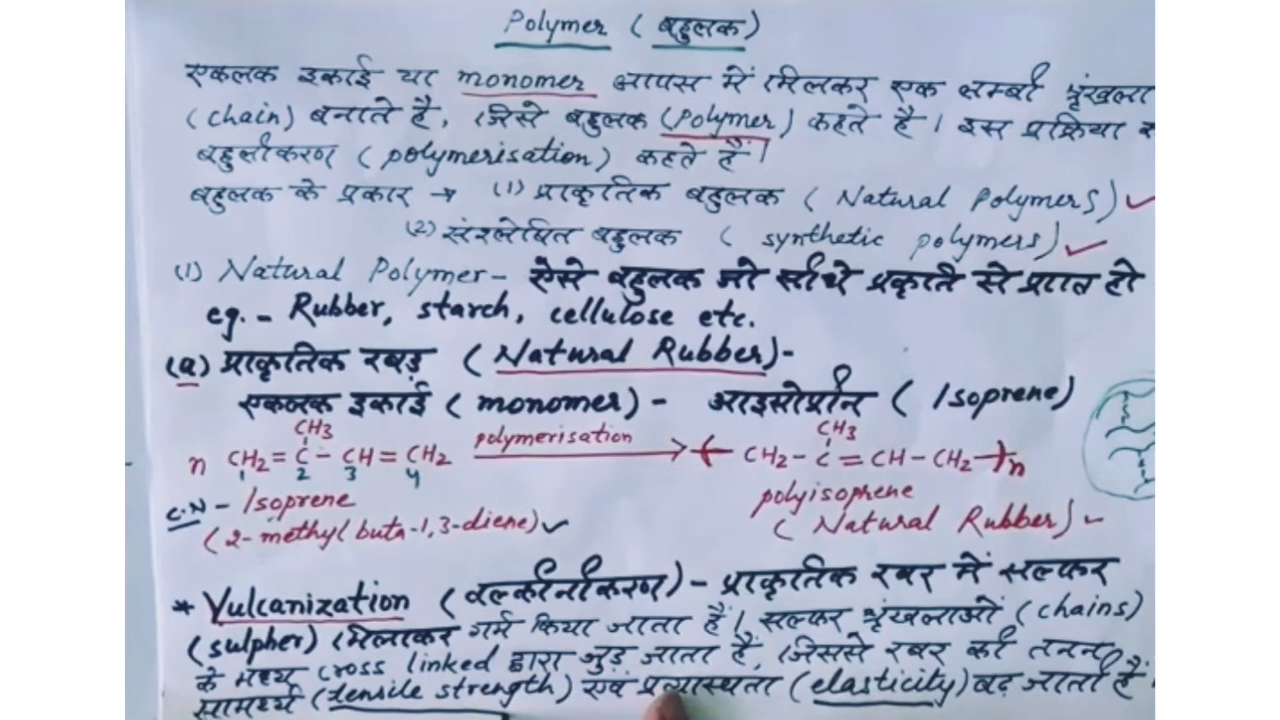 Polymer (बहुलक)
एकलक इकाई या monomer आपस में मिलकर एक लम्बी शृंखला
(chain) बनाते है, जिसे बहुलक (polymer) कहते है। इस प्रक्रिया
बहुलीकरण (polymerisation) कहते हैं।
बहुलक के प्रकार → (1) प्राकृतिक बहुलक (Natural Polymers) ✓
(2) संश्लेषित बहुलक (synthetic polymers) ✓
(1) Natural Polymer - ऐसे बहुलक जो सीधे प्रकृति से प्राप्त हो
eg. - Rubber, starch, cellulose etc.
(a) प्राकृतिक रबड़ (Natural Rubber)-
एकलक इकाई (monomer) - आइसोप्रीन (Isoprene)
CH3 CH3
n CH2=C-CH=CH2 polymerisation → (CH2-C=CH-CH2)n
1 2 3 4
C.N - Isoprene polyisoprene
(2-methyl buta-1,3-diene) ✓ (Natural Rubber) ✓
* Vulcanization (वल्कीनीकरण) - प्राकृतिक रबर में सल्फर
(sulpher) मिलाकर गर्म किया जाता हैं। सल्फर शृंखलाओं (chains)
के मध्य cross linked द्वारा जुड़ जाता हैं, जिससे रबर की तनन
सामर्थ्य (tensile strength) एवं प्रत्यास्थता (elasticity) बढ़ जाती हैं।